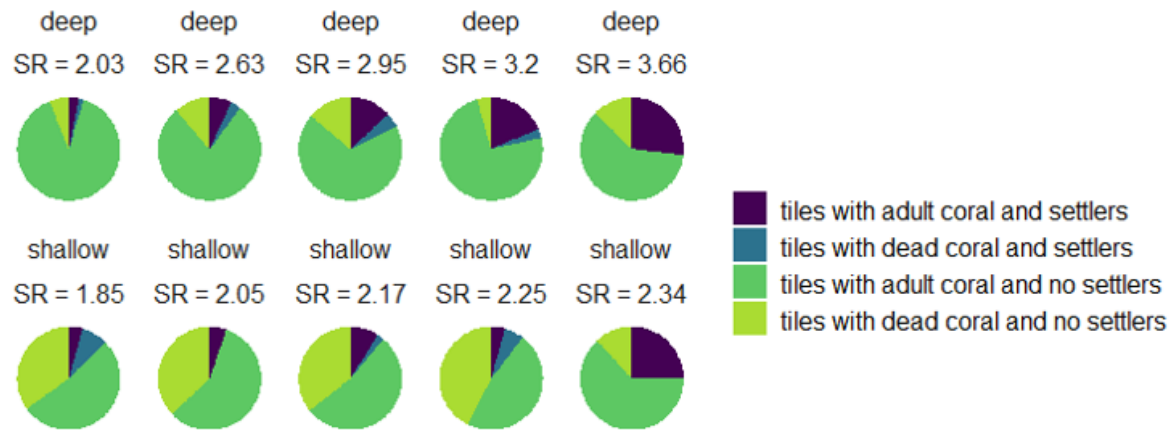 deep deep deep deep deep
SR = 2.03 SR = 2.63 SR = 2.95 SR = 3.2 SR = 3.66
shallow shallow shallow shallow shallow
SR = 1.85 SR = 2.05 SR = 2.17 SR = 2.25 SR = 2.34
tiles with adult coral and settlers
tiles with dead coral and settlers
tiles with adult coral and no settlers
tiles with dead coral and no settlers